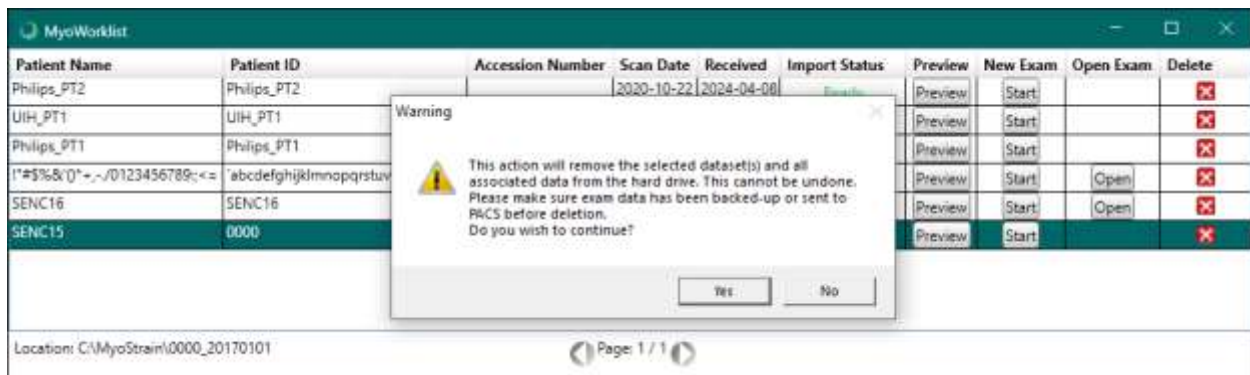 MyoWorklist
Patient Name Patient ID Accession Number Scan Date Received Import Status Preview New Exam Open Exam Delete
Philips_PT2 Philips_PT2 2020-10-22 2024-04-08 Preview Start
UIH_PT1 UIH_PT1 Preview Start
Philips_PT1 Philips_PT1 Preview Start
!"#$%&'()*+,-./0123456789:;<= `abcdefghijklmnopqrstuv Preview Start Open
SENC16 SENC16 Preview Start Open
SENC15 0000 Preview Start
Warning
This action will remove the selected dataset(s) and all
associated data from the hard drive. This cannot be undone.
Please make sure exam data has been backed-up or sent to
PACS before deletion.
Do you wish to continue?
Yes No
Location: C:\MyoStrain\0000_20170101 Page: 1 / 1